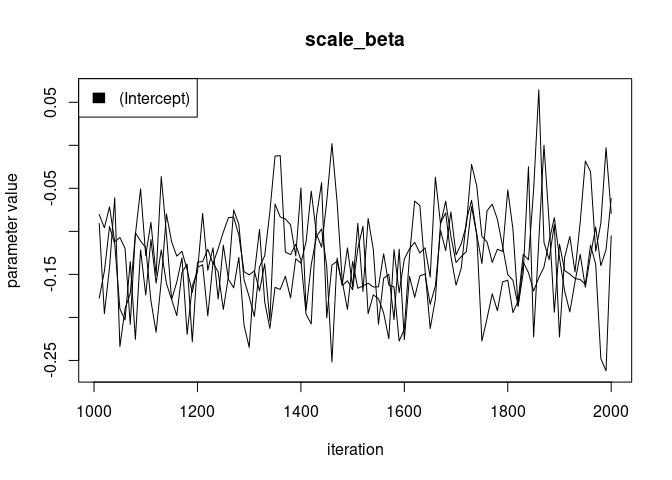 scale_beta
(Intercept)
0.05
-0.05
-0.15
-0.25
parameter value
1000 1200 1400 1600 1800 2000
iteration